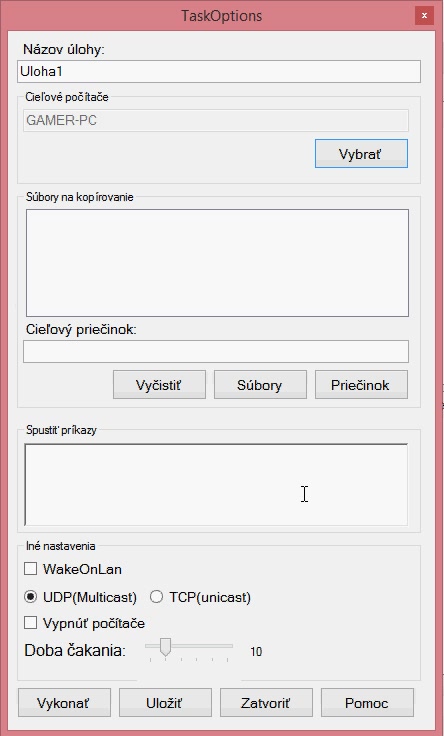 TaskOptions
x
Názov úlohy:
Uloha1
Cieľové počítače
GAMER-PC
Vybrať
Súbory na kopírovanie
Cieľový priečinok:
Vyčistiť Súbory Priečinok
Spustiť príkazy
Iné nastavenia
WakeOnLan
UDP(Multicast) TCP(unicast)
Vypnúť počítače
Doba čakania: 10
Vykonať Uložiť Zatvoriť Pomoc